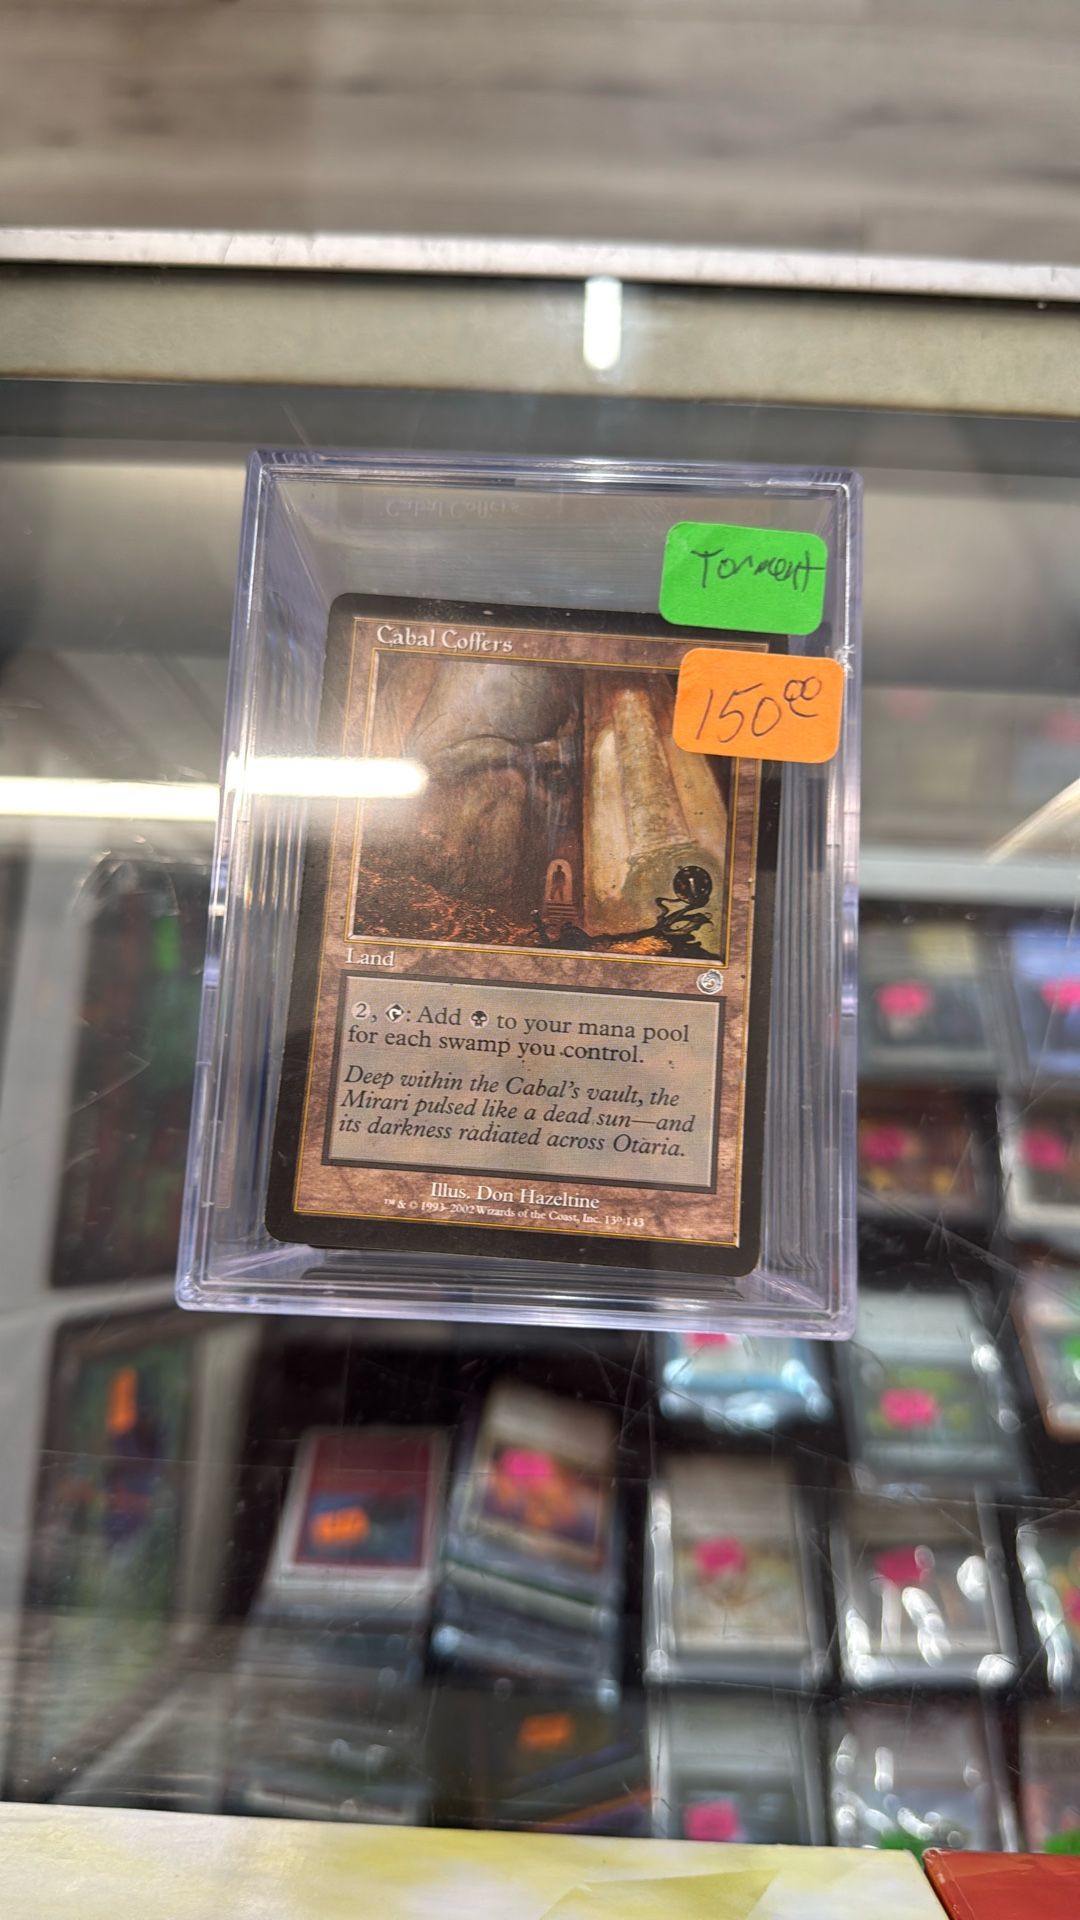 Cabal Coffers
Torment
Cabal Coffers
150⁰⁰
Land
2, : Add to your mana pool
for each swamp you control.
Deep within the Cabal's vault, the
Mirari pulsed like a dead sun—and
its darkness radiated across Otaria.
Illus. Don Hazeltine
™ & © 1993-2002 Wizards of the Coast, Inc. 139/143